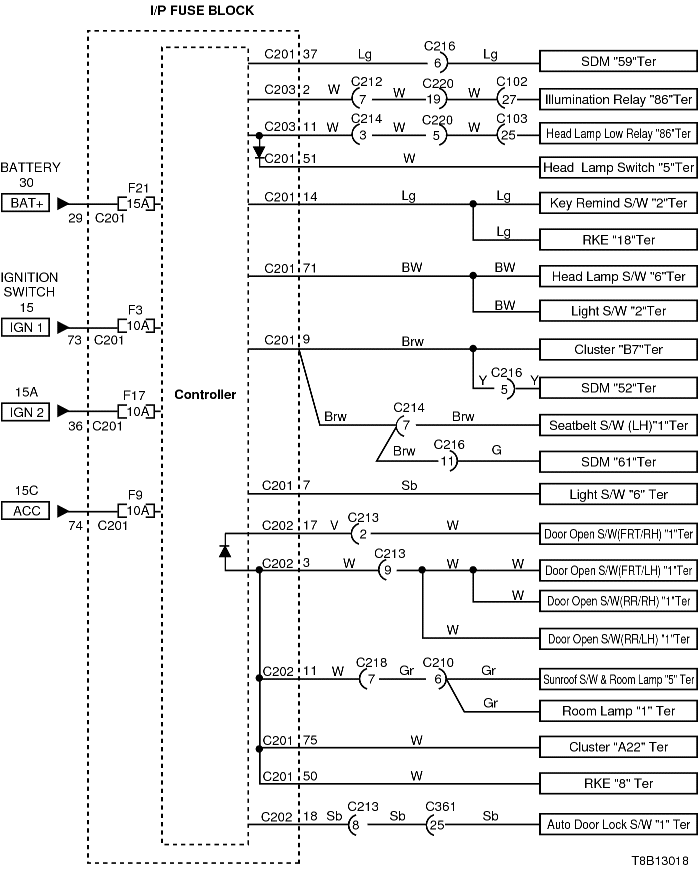 I/P FUSE BLOCK
C201 37 Lg C216 6 Lg SDM "59"Ter
C203 2 W C212 7 W C220 19 W C102 27 Illumination Relay "86"Ter
C203 11 W C214 3 W C220 5 W C103 25 Head Lamp Low Relay "86"Ter
C201 51 W Head Lamp Switch "5"Ter
BATTERY
30
BAT+ 29 C201 F21 15A
C201 14 Lg Lg Key Remind S/W "2"Ter
Lg RKE "18"Ter
IGNITION
SWITCH
15
IGN 1 73 C201 F3 10A
C201 71 BW BW Head Lamp S/W "6"Ter
BW Light S/W "2"Ter
C201 9 Brw Cluster "B7"Ter
Y C216 5 Y SDM "52"Ter
Controller
15A
IGN 2 36 C201 F17 10A
Brw C214 7 Brw Seatbelt S/W (LH)"1"Ter
Brw C216 11 G SDM "61"Ter
15C
ACC 74 C201 F9 10A
C201 7 Sb Light S/W "6" Ter
C202 17 V C213 2 W Door Open S/W(FRT/RH) "1"Ter
C202 3 W C213 9 W W Door Open S/W(FRT/LH) "1"Ter
W Door Open S/W(RR/RH) "1"Ter
W Door Open S/W(RR/LH) "1"Ter
C202 11 W C218 7 Gr C210 6 Gr Sunroof S/W & Room Lamp "5" Ter
Gr Room Lamp "1" Ter
C201 75 W Cluster "A22" Ter
C201 50 W RKE "8" Ter
C202 18 Sb C213 8 Sb C361 25 Sb Auto Door Lock S/W "1" Ter
T8B13018